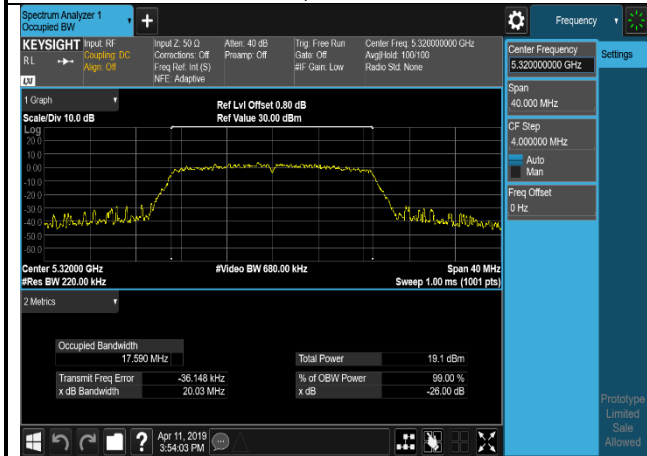 Spectrum Analyzer 1
Occupied BW
+
Frequency
KEYSIGHT
Input: RF
Coupling: DC
Align: Off
Input Z: 50 Ω
Corrections: Off
Freq Ref: Int (S)
NFE: Adaptive
Atten: 40 dB
Preamp: Off
Trig: Free Run
Gate: Off
#IF Gain: Low
Center Freq: 5.320000000 GHz
Avg|Hold: 100/100
Radio Std: None
R L
LXI
Center Frequency
5.320000000 GHz
Settings
Span
40.000 MHz
CF Step
4.000000 MHz
Auto
Man
Freq Offset
0 Hz
1 Graph
Scale/Div 10.0 dB
Ref Lvl Offset 0.80 dB
Ref Value 30.00 dBm
Log
20.0
10.0
0.00
-10.0
-20.0
-30.0
-40.0
-50.0
-60.0
Center 5.32000 GHz
#Res BW 220.00 kHz
#Video BW 680.00 kHz
Span 40 MHz
Sweep 1.00 ms (1001 pts)
2 Metrics
Occupied Bandwidth
17.590 MHz
Total Power 19.1 dBm
Transmit Freq Error -36.148 kHz
% of OBW Power 99.00 %
x dB Bandwidth 20.03 MHz
x dB -26.00 dB
Prototype
Limited
Sale
Allowed
?
Apr 11, 2019
3:54:03 PM